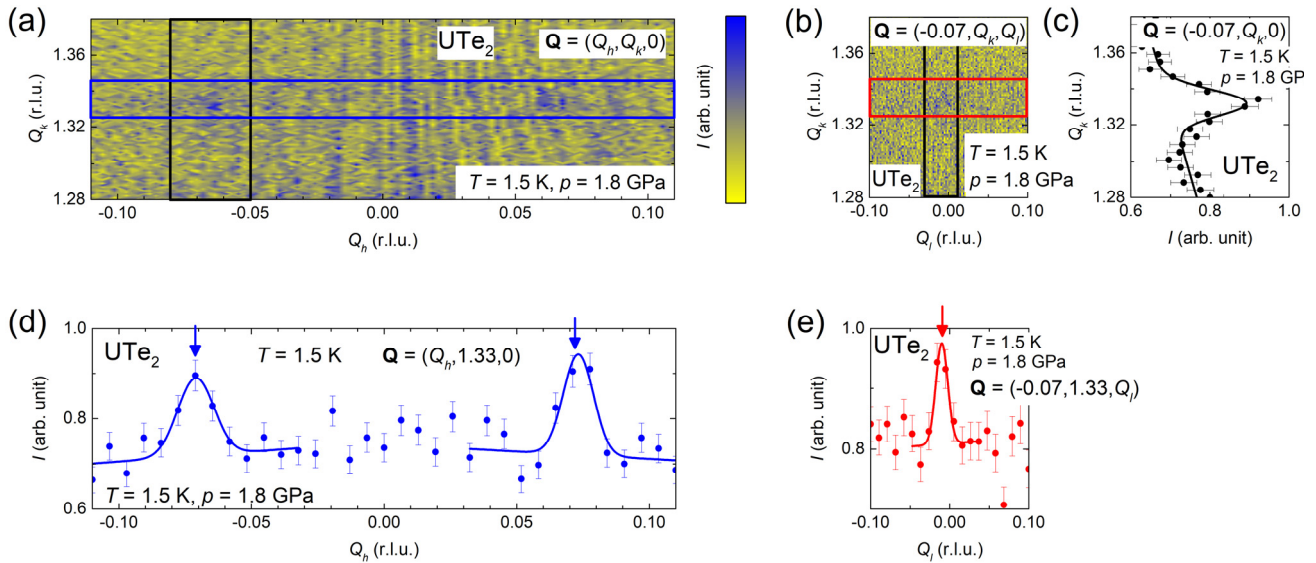 (a)
UTe2
Q = (Qh,Qk,0)
1.36
1.32
1.28
Qk (r.l.u.)
T = 1.5 K, p = 1.8 GPa
-0.10
-0.05
0.00
0.05
0.10
Qh (r.l.u.)
I (arb. unit)
(b)
Q = (-0.07,Qk,Ql)
1.36
1.32
1.28
Qk (r.l.u.)
T = 1.5 K
p = 1.8 GPa
UTe2
-0.10
0.00
0.10
Ql (r.l.u.)
(c)
Q = (-0.07,Qk,0)
T = 1.5 K
p = 1.8 GP
1.36
1.32
1.28
Qk (r.l.u.)
UTe2
0.6
0.8
1.0
I (arb. unit)
(d)
UTe2
T = 1.5 K
Q = (Qh,1.33,0)
1.0
0.8
0.6
I (arb. unit)
T = 1.5 K, p = 1.8 GPa
-0.10
-0.05
0.00
0.05
0.10
Qh (r.l.u.)
(e)
UTe2
T = 1.5 K
p = 1.8 GPa
Q = (-0.07,1.33,Ql)
1.0
0.8
I (arb. unit)
-0.10
0.00
0.10
Ql (r.l.u.)